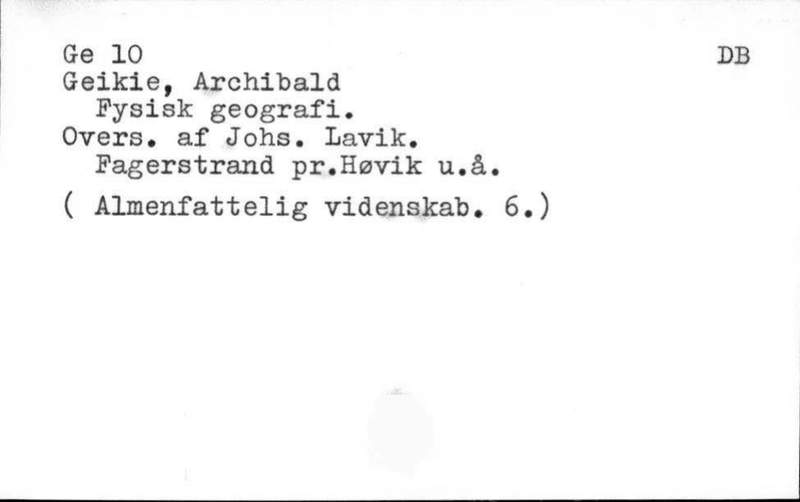 Ge 10 DB
Geikie, Archibald
Fysisk geografi.
Overs. af Johs. Lavik.
Fagerstrand pr.Høvik u.å.
( Almenfattelig videnskab. 6.)